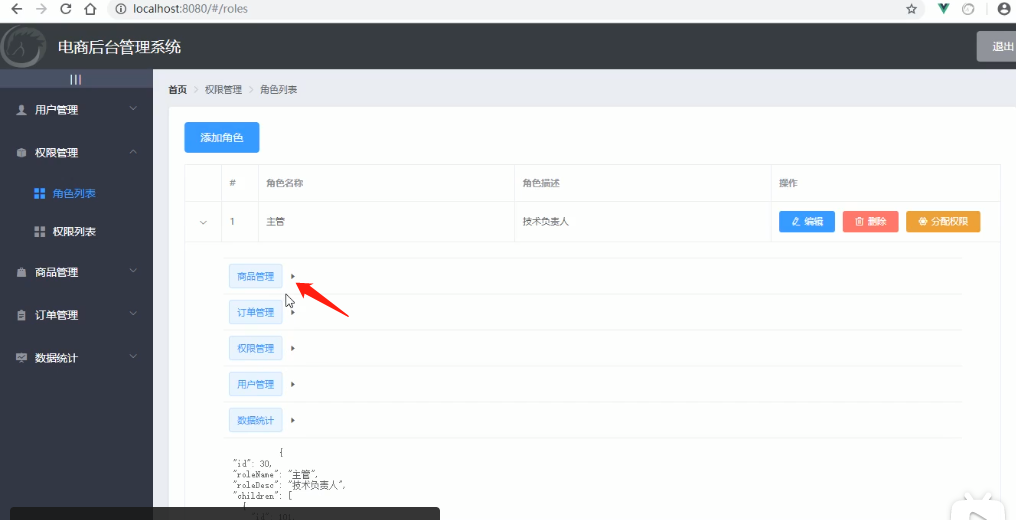 localhost:8080/#/roles
电商后台管理系统
退出
|||
首页 > 权限管理 > 角色列表
用户管理
权限管理
角色列表
权限列表
商品管理
订单管理
数据统计
添加角色
# 角色名称 角色描述 操作
1 主管 技术负责人 编辑 删除 分配权限
商品管理
订单管理
权限管理
用户管理
数据统计
{
"id": 30,
"roleName": "主管",
"roleDesc": "技术负责人",
"children": [
{